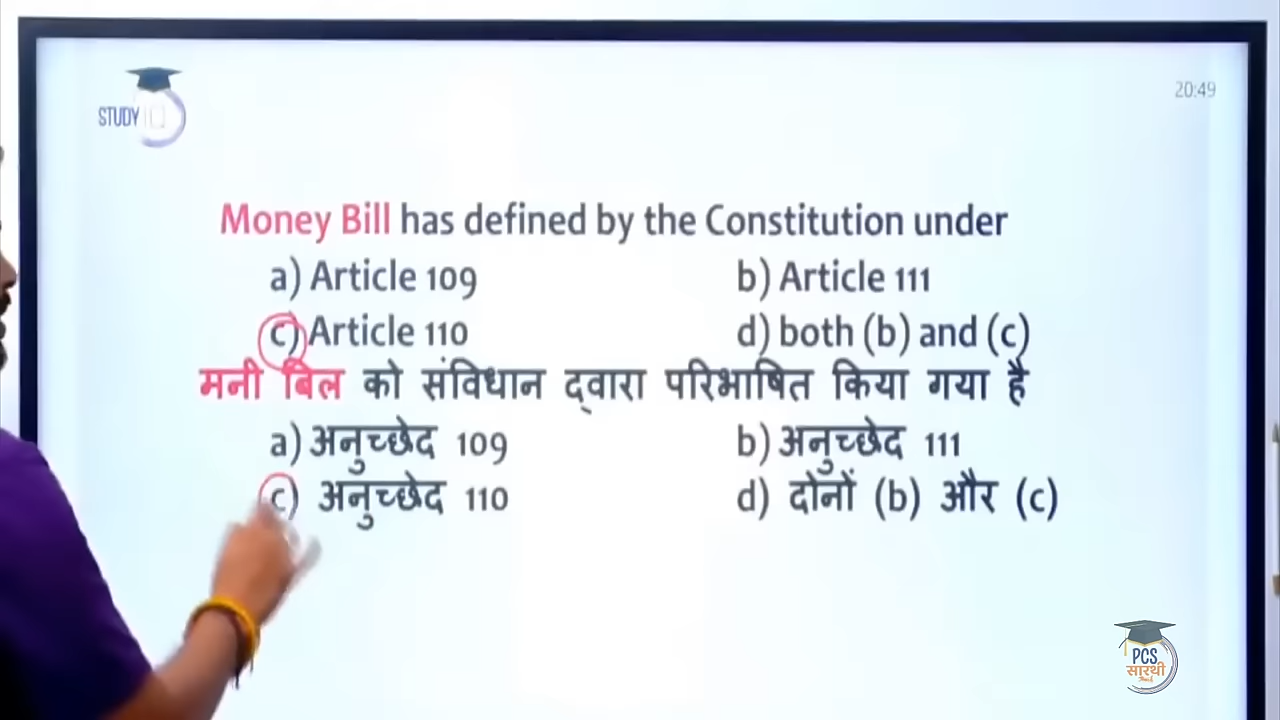 STUDY
20:49
Money Bill has defined by the Constitution under
a) Article 109 b) Article 111
c) Article 110 d) both (b) and (c)
मनी बिल को संविधान द्वारा परिभाषित किया गया है
a) अनुच्छेद 109 b) अनुच्छेद 111
c) अनुच्छेद 110 d) दोनों (b) और (c)
PCS
सारथी